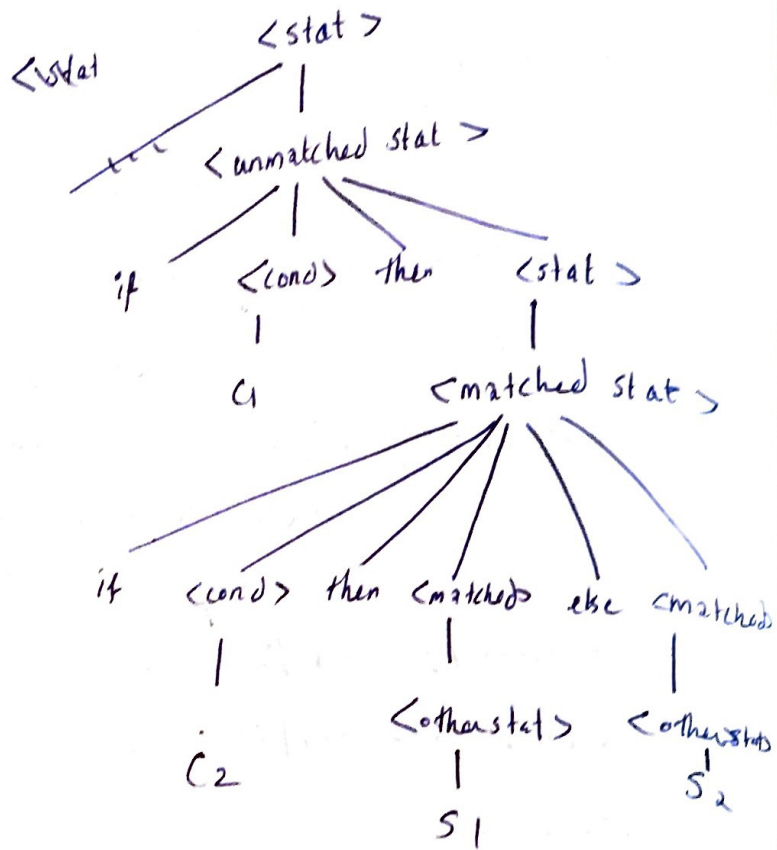 <stat>
<stat
<unmatched stat>
if <cond> then <stat>
C1
<matched stat>
if <cond> then <matched> else <matched>
<otherstat> <otherstat>
C2
S2
S1